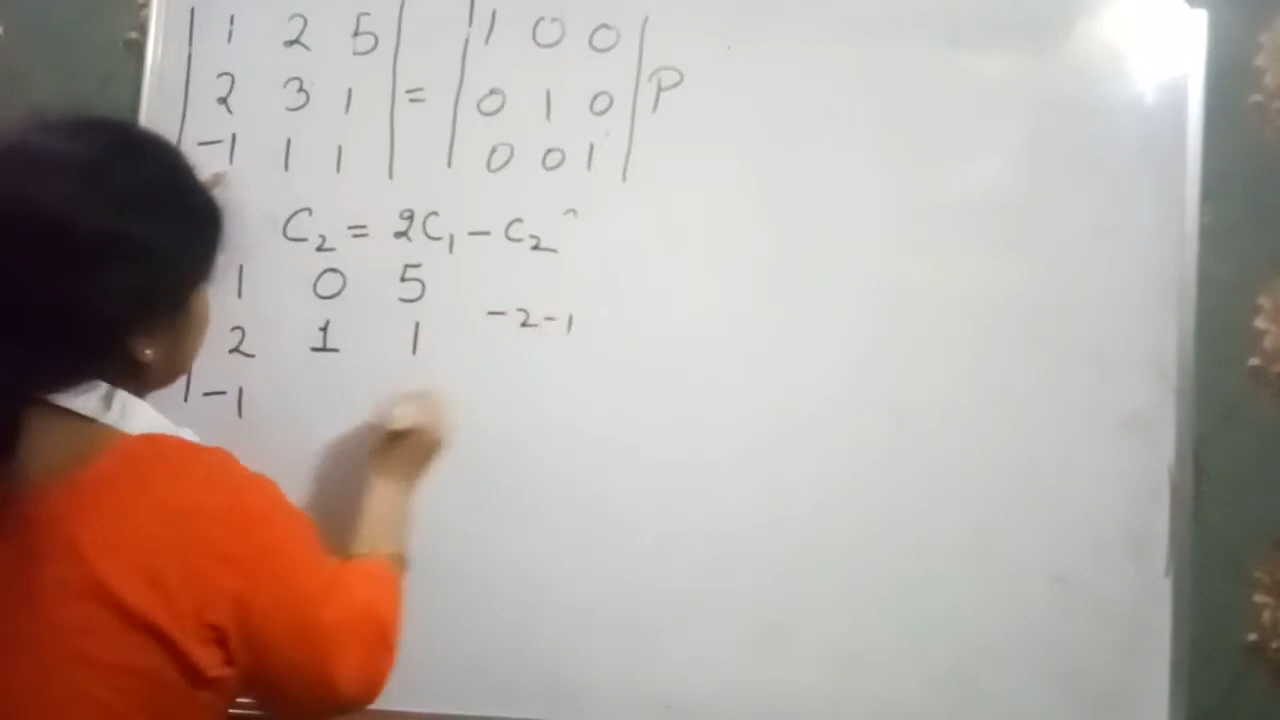 | 1 2 5 | = | 1 0 0 |
| 2 3 1 | | 0 1 0 | P
| -1 1 1 | | 0 0 1 |
C₂ = 2C₁ - C₂
1 0 5
2 1 1 -2-1
| -1